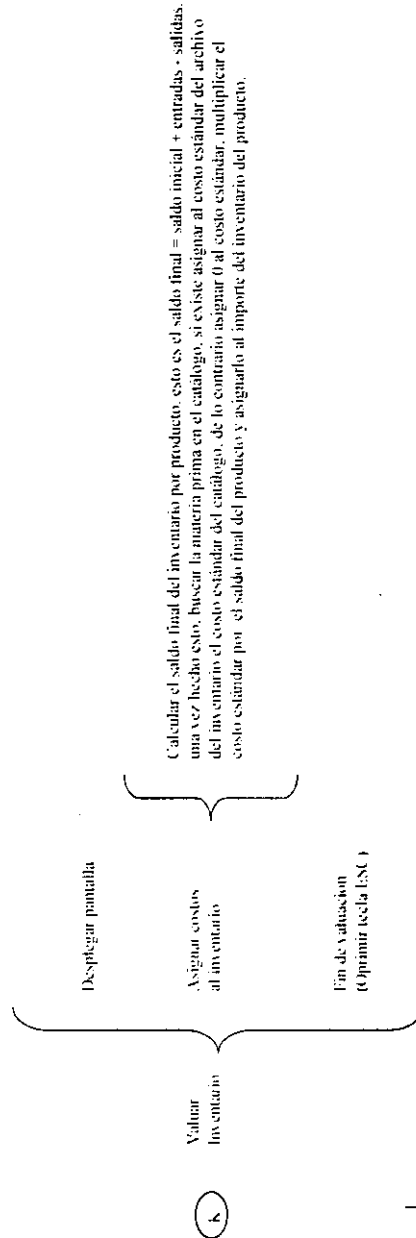 Valuar
Inventario
Desplegar pantalla
Asignar costos
al inventario
Fin de valuacion
(Oprimir tecla ESC)
Calcular el saldo final del inventario por producto, esto es el saldo final = saldo inicial + entradas - salidas,
una vez hecho esto, buscar la materia prima en el catálogo, si existe asignar al costo estándar del archivo
del inventario el costo estándar del catálogo, de lo contrario asignar 0 al costo estándar, multiplicar el
costo estándar por el saldo final del producto y asignarlo al importe del inventario del producto.